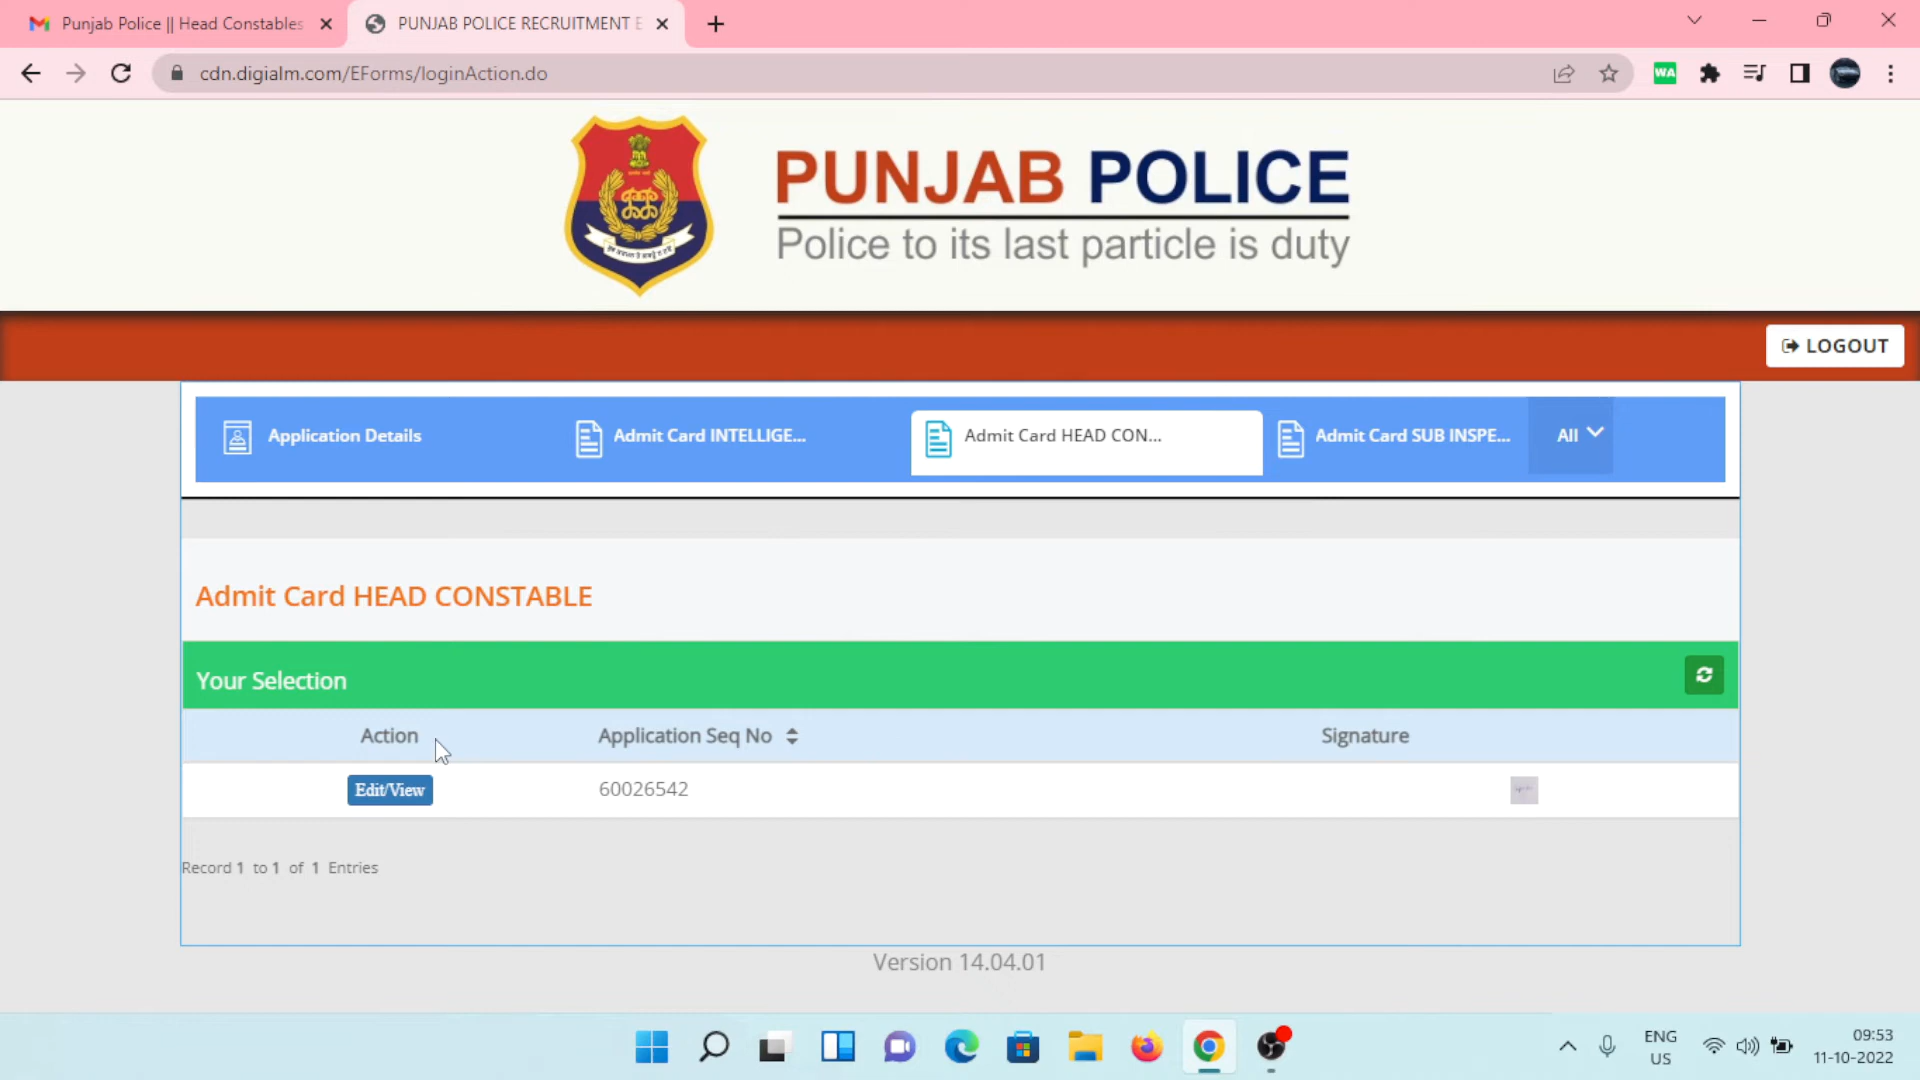 Punjab Police || Head Constables
PUNJAB POLICE RECRUITMENT E
cdn.digialm.com/EForms/loginAction.do
WA
PUNJAB POLICE
Police to its last particle is duty
LOGOUT
Application Details
Admit Card INTELLIGE...
Admit Card HEAD CON...
Admit Card SUB INSPE...
All
Admit Card HEAD CONSTABLE
Your Selection
Action Application Seq No Signature
Edit/View 60026542
Record 1 to 1 of 1 Entries
Version 14.04.01
ENG
US
09:53
11-10-2022